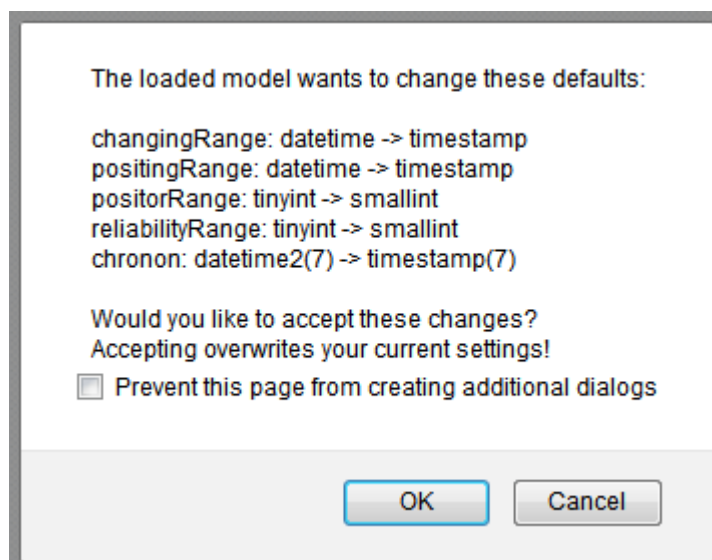 The loaded model wants to change these defaults:
changingRange: datetime -> timestamp
positingRange: datetime -> timestamp
positorRange: tinyint -> smallint
reliabilityRange: tinyint -> smallint
chronon: datetime2(7) -> timestamp(7)
Would you like to accept these changes?
Accepting overwrites your current settings!
Prevent this page from creating additional dialogs
OK Cancel